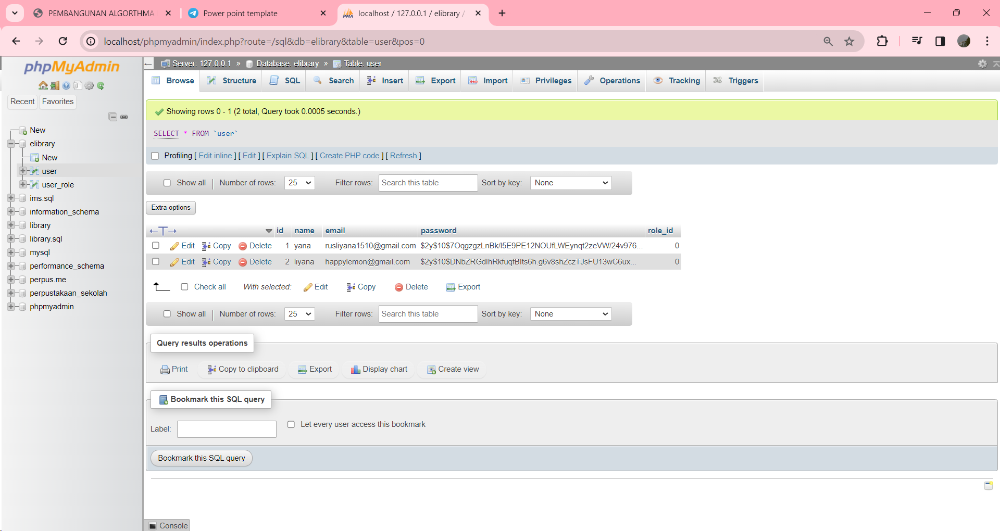 PEMBANGUNAN ALGORTHMA
Power point template
localhost / 127.0.0.1 / elibrary /
localhost/phpmyadmin/index.php?route=/sql&db=elibrary&table=user&pos=0
phpMyAdmin
Recent Favorites
New
elibrary
New
user
user_role
ims.sql
information_schema
library
library.sql
mysql
performance_schema
perpus.me
perpustakaan_sekolah
phpmyadmin
Server: 127.0.0.1 » Database: elibrary » Table: user
Browse Structure SQL Search Insert Export Import Privileges Operations Tracking Triggers
Showing rows 0 - 1 (2 total, Query took 0.0005 seconds.)
SELECT * FROM `user`
Profiling [ Edit inline ] [ Edit ] [ Explain SQL ] [ Create PHP code ] [ Refresh ]
Show all | Number of rows: 25 Filter rows: Search this table Sort by key: None
Extra options
←T→ id name email password role_id
Edit Copy Delete 1 yana rusliyana1510@gmail.com $2y$10$7OqgzgzLnBk/I5E9PE12NOUfLWEynqt2zeVW/24v976... 0
Edit Copy Delete 2 liyana happylemon@gmail.com $2y$10$DNbZRGdIhRkfuqfBIts6h.g6v8shZczTJsFU13wC6ux... 0
Check all With selected: Edit Copy Delete Export
Show all | Number of rows: 25 Filter rows: Search this table Sort by key: None
Query results operations
Print Copy to clipboard Export Display chart Create view
Bookmark this SQL query
Label: Let every user access this bookmark
Bookmark this SQL query
Console